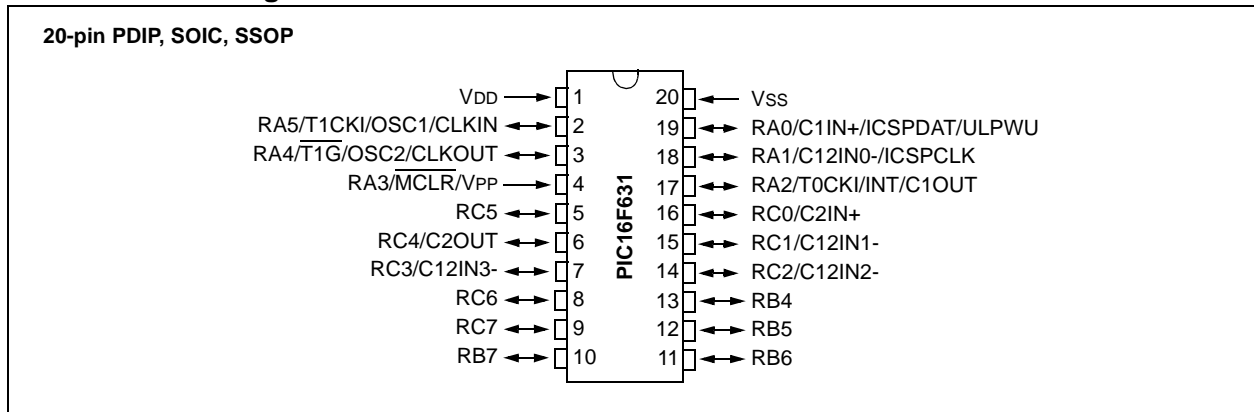 20-pin PDIP, SOIC, SSOP
VDD 1 20 VSS
RA5/T1CKI/OSC1/CLKIN 2 19 RA0/C1IN+/ICSPDAT/ULPWU
RA4/T1G/OSC2/CLKOUT 3 18 RA1/C12IN0-/ICSPCLK
RA3/MCLR/VPP 4 17 RA2/T0CKI/INT/C1OUT
RC5 5 16 RC0/C2IN+
RC4/C2OUT 6 15 RC1/C12IN1-
RC3/C12IN3- 7 14 RC2/C12IN2-
RC6 8 13 RB4
RC7 9 12 RB5
RB7 10 11 RB6
PIC16F631